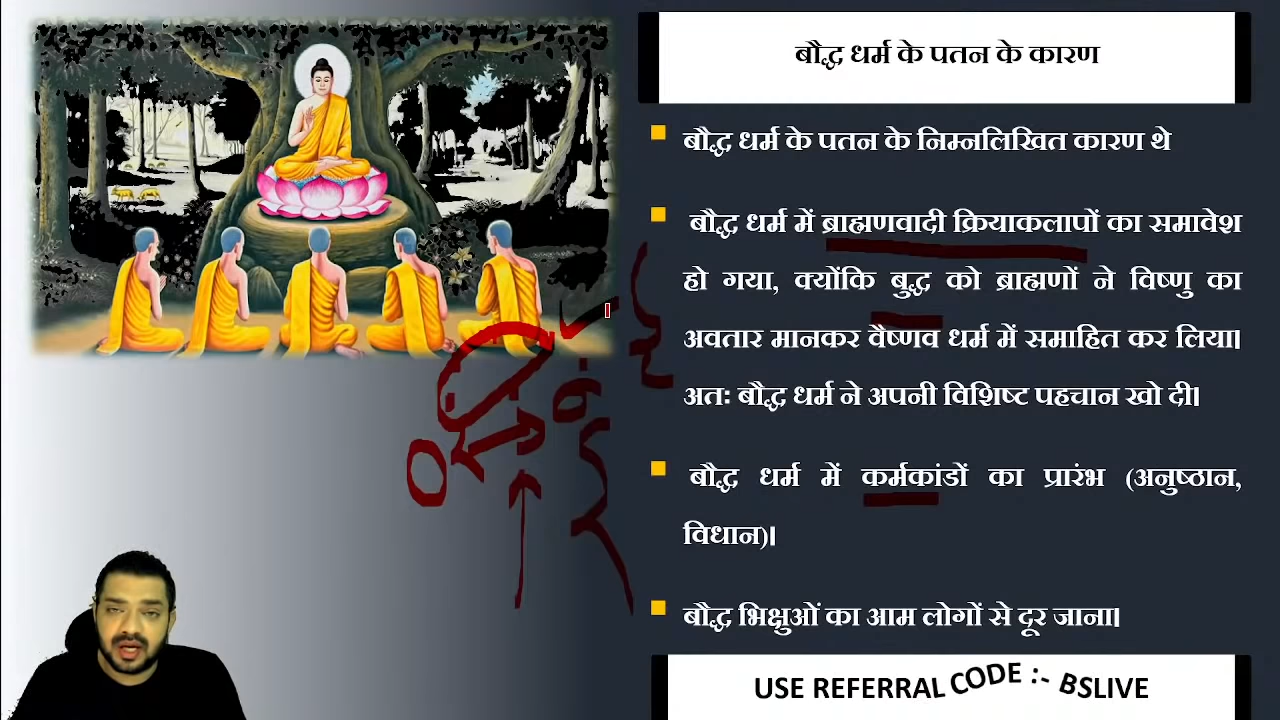 बौद्ध धर्म के पतन के कारण
बौद्ध धर्म के पतन के निम्नलिखित कारण थे
बौद्ध धर्म में ब्राह्मणवादी क्रियाकलापों का समावेश
हो गया, क्योंकि बुद्ध को ब्राह्मणों ने विष्णु का
अवतार मानकर वैष्णव धर्म में समाहित कर लिया।
अतः बौद्ध धर्म ने अपनी विशिष्ट पहचान खो दी।
बौद्ध धर्म में कर्मकांडों का प्रारंभ (अनुष्ठान,
विधान)।
बौद्ध भिक्षुओं का आम लोगों से दूर जाना।
USE REFERRAL CODE :- BSLIVE